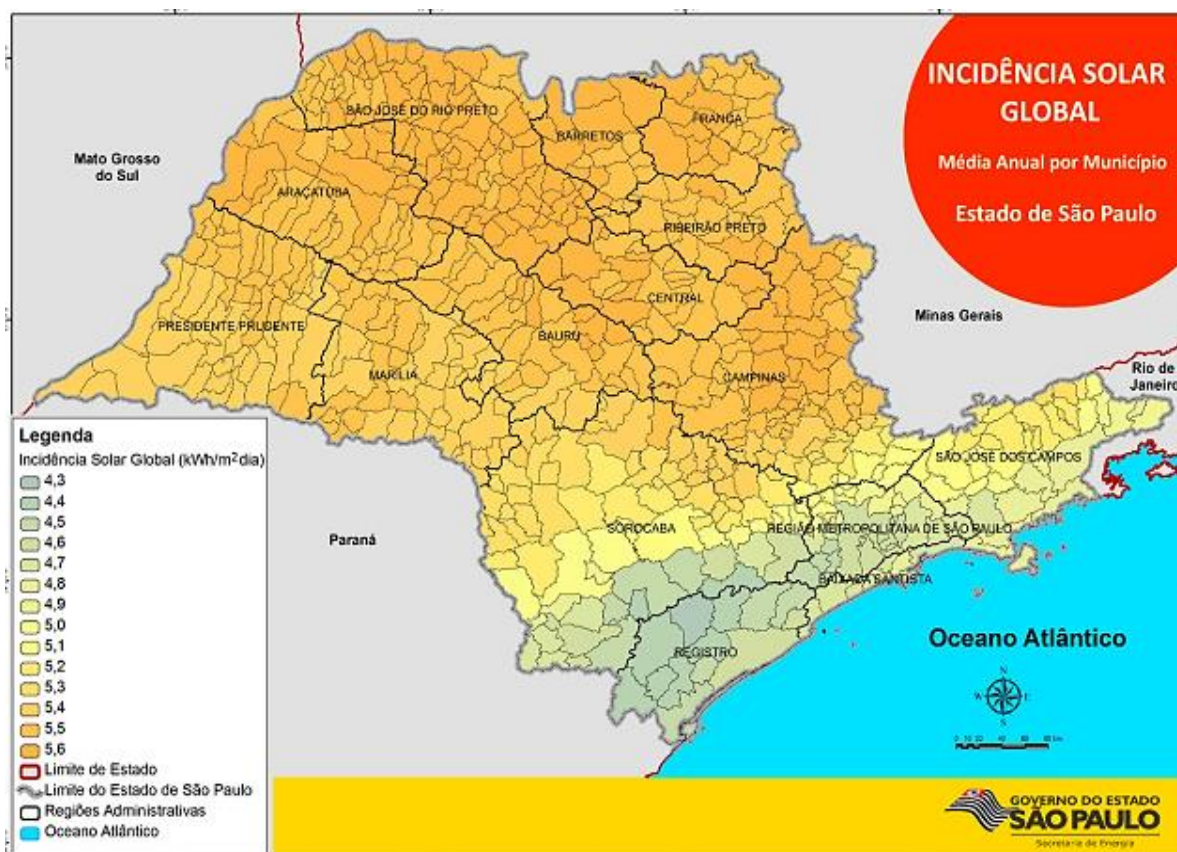 INCIDÊNCIA SOLAR
GLOBAL
Média Anual por Município
Estado de São Paulo
Mato Grosso
do Sul
SÃO JOSÉ DO RIO PRETO
BARRETOS
FRANCA
ARAÇATUBA
RIBEIRÃO PRETO
CENTRAL
PRESIDENTE PRUDENTE
BAURU
MARÍLIA
CAMPINAS
Minas Gerais
Rio de
Janeiro
SÃO JOSÉ DOS CAMPOS
SOROCABA
REGIÃO METROPOLITANA DE SÃO PAULO
BAIXADA SANTISTA
Paraná
REGISTRO
Oceano Atlântico
N
W
E
S
Legenda
Incidência Solar Global (kWh/m²dia)
4,3
4,4
4,5
4,6
4,7
4,8
4,9
5,0
5,1
5,2
5,3
5,4
5,5
5,6
Limite de Estado
Limite do Estado de São Paulo
Regiões Administrativas
Oceano Atlântico
GOVERNO DO ESTADO
SÃO PAULO
Secretaria de Energia